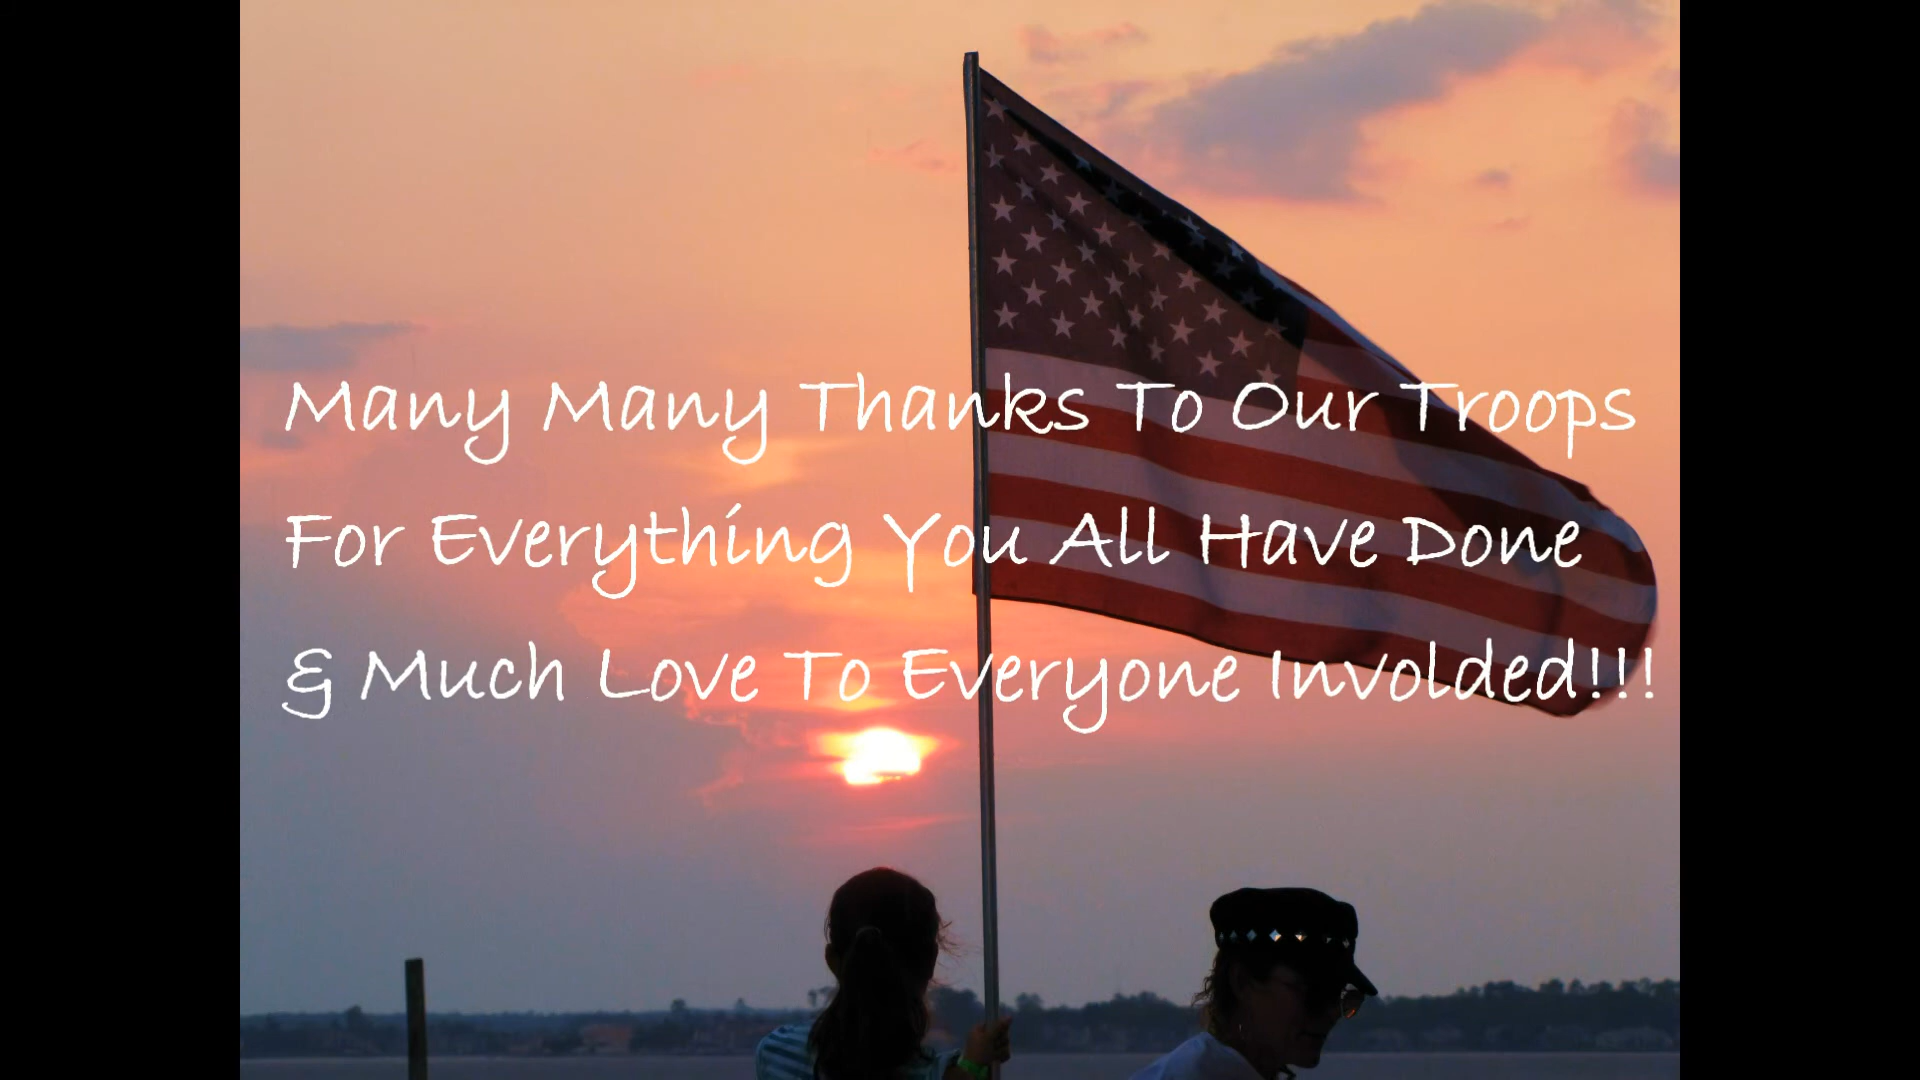 Many Many Thanks To Our Troops
For Everything You All Have Done
& Much Love To Everyone Involded!!!